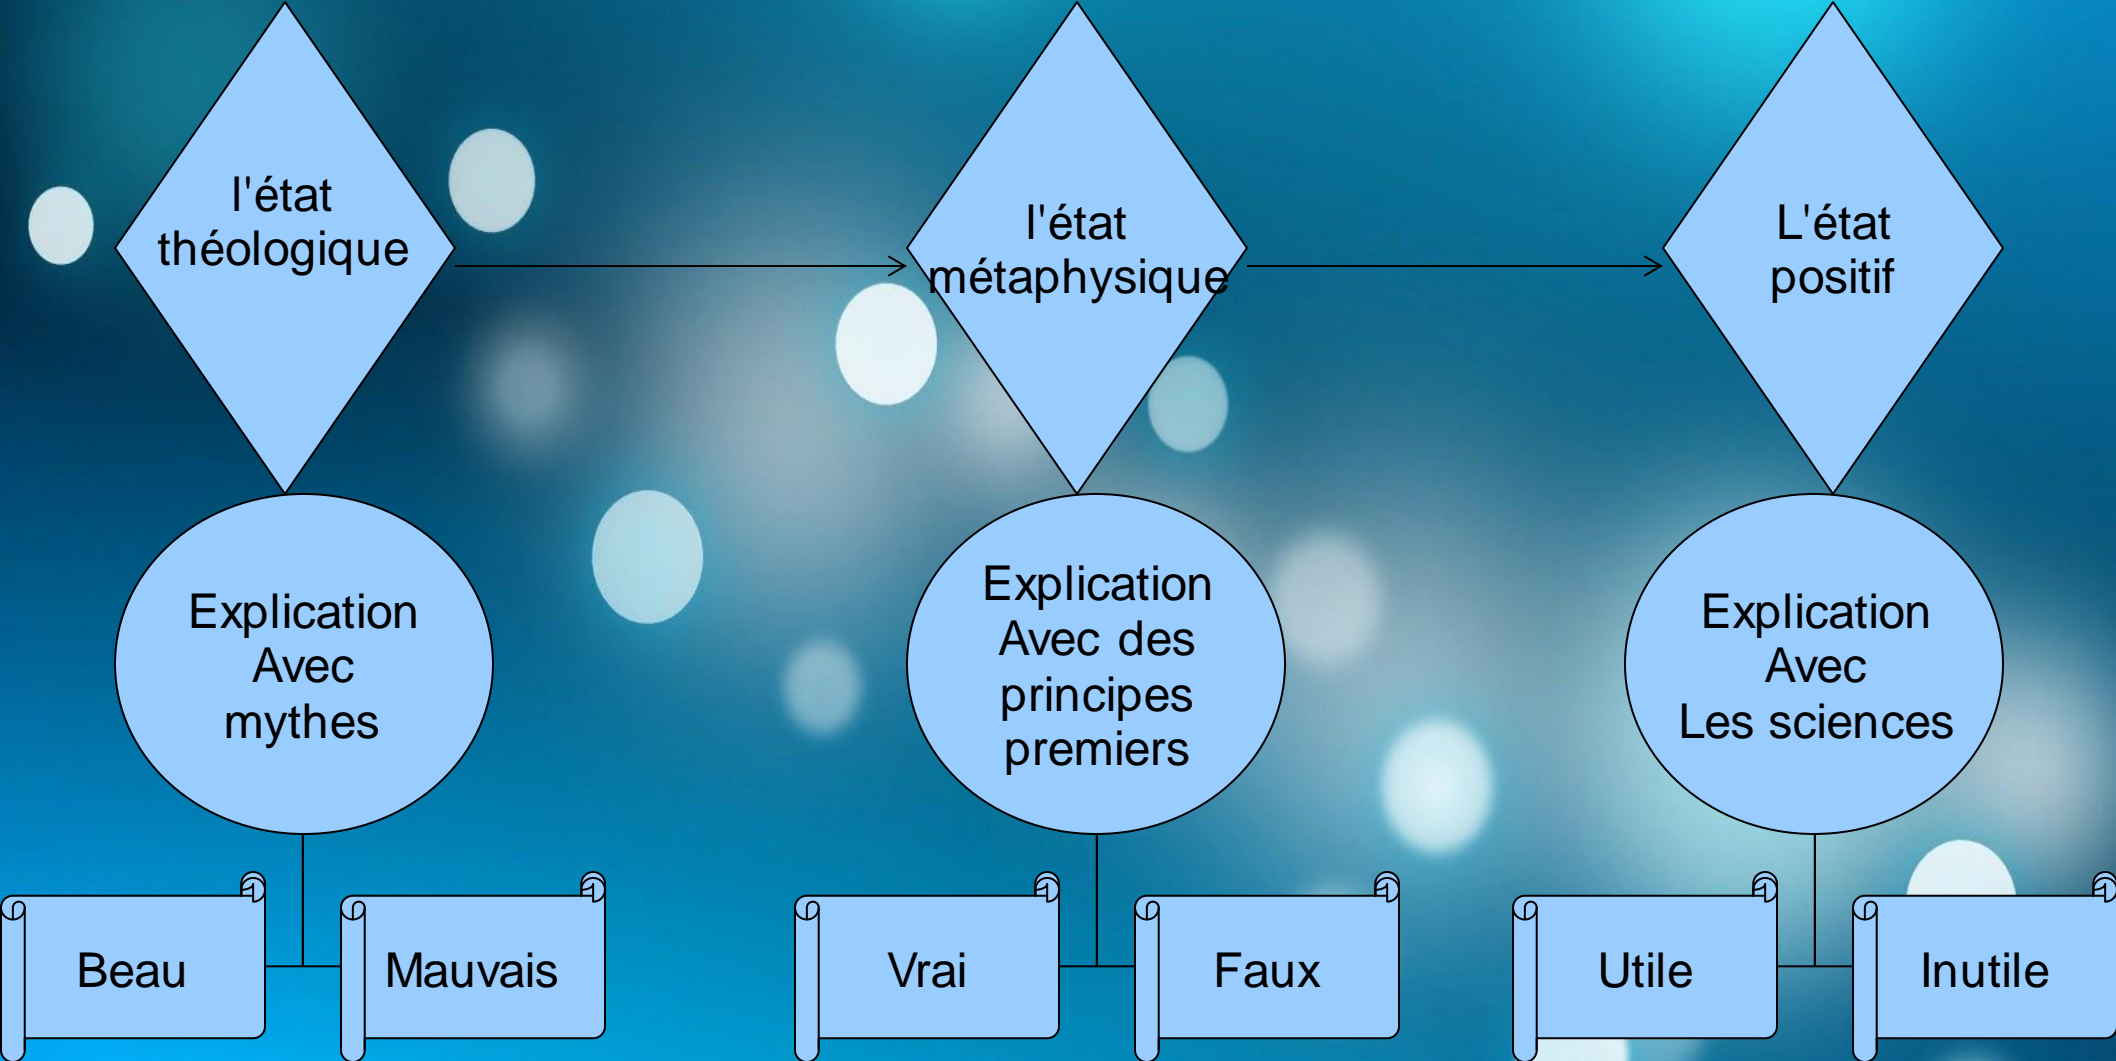 l'état
théologique
l'état
métaphysique
L'état
positif
Explication
Avec
mythes
Explication
Avec des
principes
premiers
Explication
Avec
Les sciences
Beau
Mauvais
Vrai
Faux
Utile
Inutile